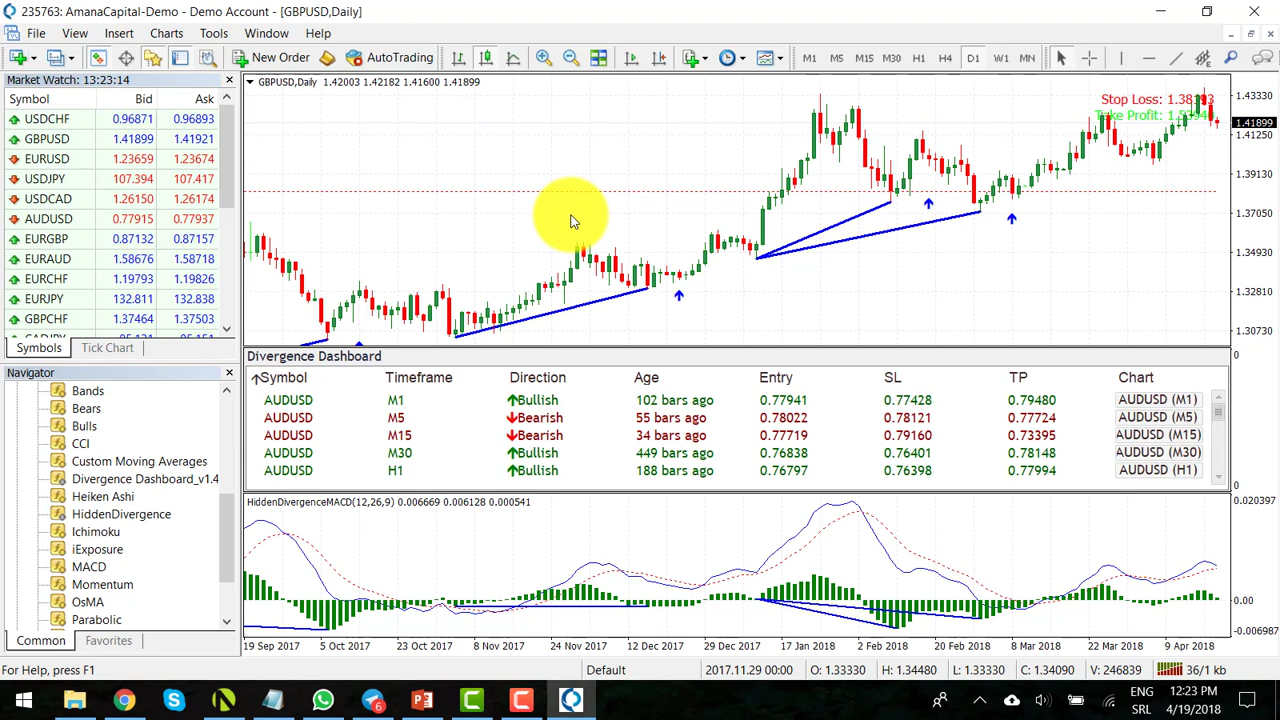 235763: AmanaCapital-Demo - Demo Account - [GBPUSD,Daily]
File View Insert Charts Tools Window Help
New Order AutoTrading M1 M5 M15 M30 H1 H4 D1 W1 MN
Market Watch: 13:23:14
Symbol Bid Ask
USDCHF 0.96871 0.96893
GBPUSD 1.41899 1.41921
EURUSD 1.23659 1.23674
USDJPY 107.394 107.417
USDCAD 1.26150 1.26174
AUDUSD 0.77915 0.77937
EURGBP 0.87132 0.87157
EURAUD 1.58676 1.58718
EURCHF 1.19793 1.19826
EURJPY 132.811 132.838
GBPCHF 1.37464 1.37503
Symbols Tick Chart
Navigator
Bands
Bears
Bulls
CCI
Custom Moving Averages
Divergence Dashboard_v1.4
Heiken Ashi
HiddenDivergence
Ichimoku
iExposure
MACD
Momentum
OsMA
Parabolic
Common Favorites
GBPUSD,Daily 1.42003 1.42182 1.41600 1.41899
Stop Loss:
Take Profit:
1.43330
1.41899
1.41250
1.39130
1.37050
1.34930
1.32810
1.30730
Divergence Dashboard
Symbol Timeframe Direction Age Entry SL TP Chart
AUDUSD M1 Bullish 102 bars ago 0.77941 0.77428 0.79480 AUDUSD (M1)
AUDUSD M5 Bearish 55 bars ago 0.78022 0.78121 0.77724 AUDUSD (M5)
AUDUSD M15 Bearish 34 bars ago 0.77719 0.79160 0.73395 AUDUSD (M15)
AUDUSD M30 Bullish 449 bars ago 0.76838 0.76401 0.78148 AUDUSD (M30)
AUDUSD H1 Bullish 188 bars ago 0.76797 0.76398 0.77994 AUDUSD (H1)
0
0
HiddenDivergenceMACD(12,26,9) 0.006669 0.006128 0.000541
0.020397
0.00
-0.006987
19 Sep 2017 5 Oct 2017 23 Oct 2017 8 Nov 2017 24 Nov 2017 12 Dec 2017 29 Dec 2017 17 Jan 2018 2 Feb 2018 20 Feb 2018 8 Mar 2018 22 Mar 2018 9 Apr 2018
For Help, press F1 Default 2017.11.29 00:00 O: 1.33330 H: 1.34480 L: 1.33330 C: 1.34090 V: 246839 36/1 kb
6
ENG
SRL
12:23 PM
4/19/2018